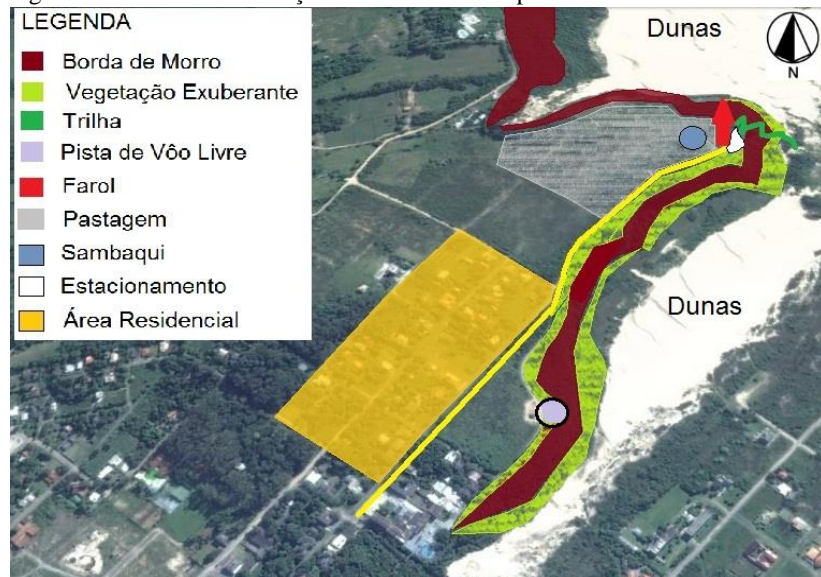 LEGENDA
Borda de Morro
Vegetação Exuberante
Trilha
Pista de Vôo Livre
Farol
Pastagem
Sambaqui
Estacionamento
Área Residencial
Dunas
N
Dunas